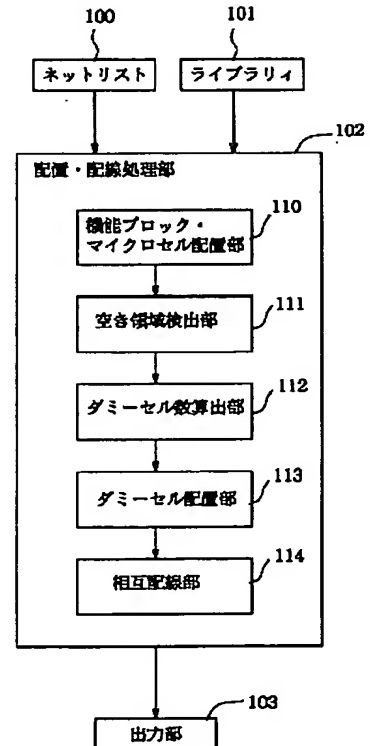 100
101
ネットリスト
ライブラリィ
102
配置・配線処理部
110
機能ブロック・
マイクロセル配置部
111
空き領域検出部
112
ダミーセル数算出部
113
ダミーセル配置部
114
相互配線部
103
出力部